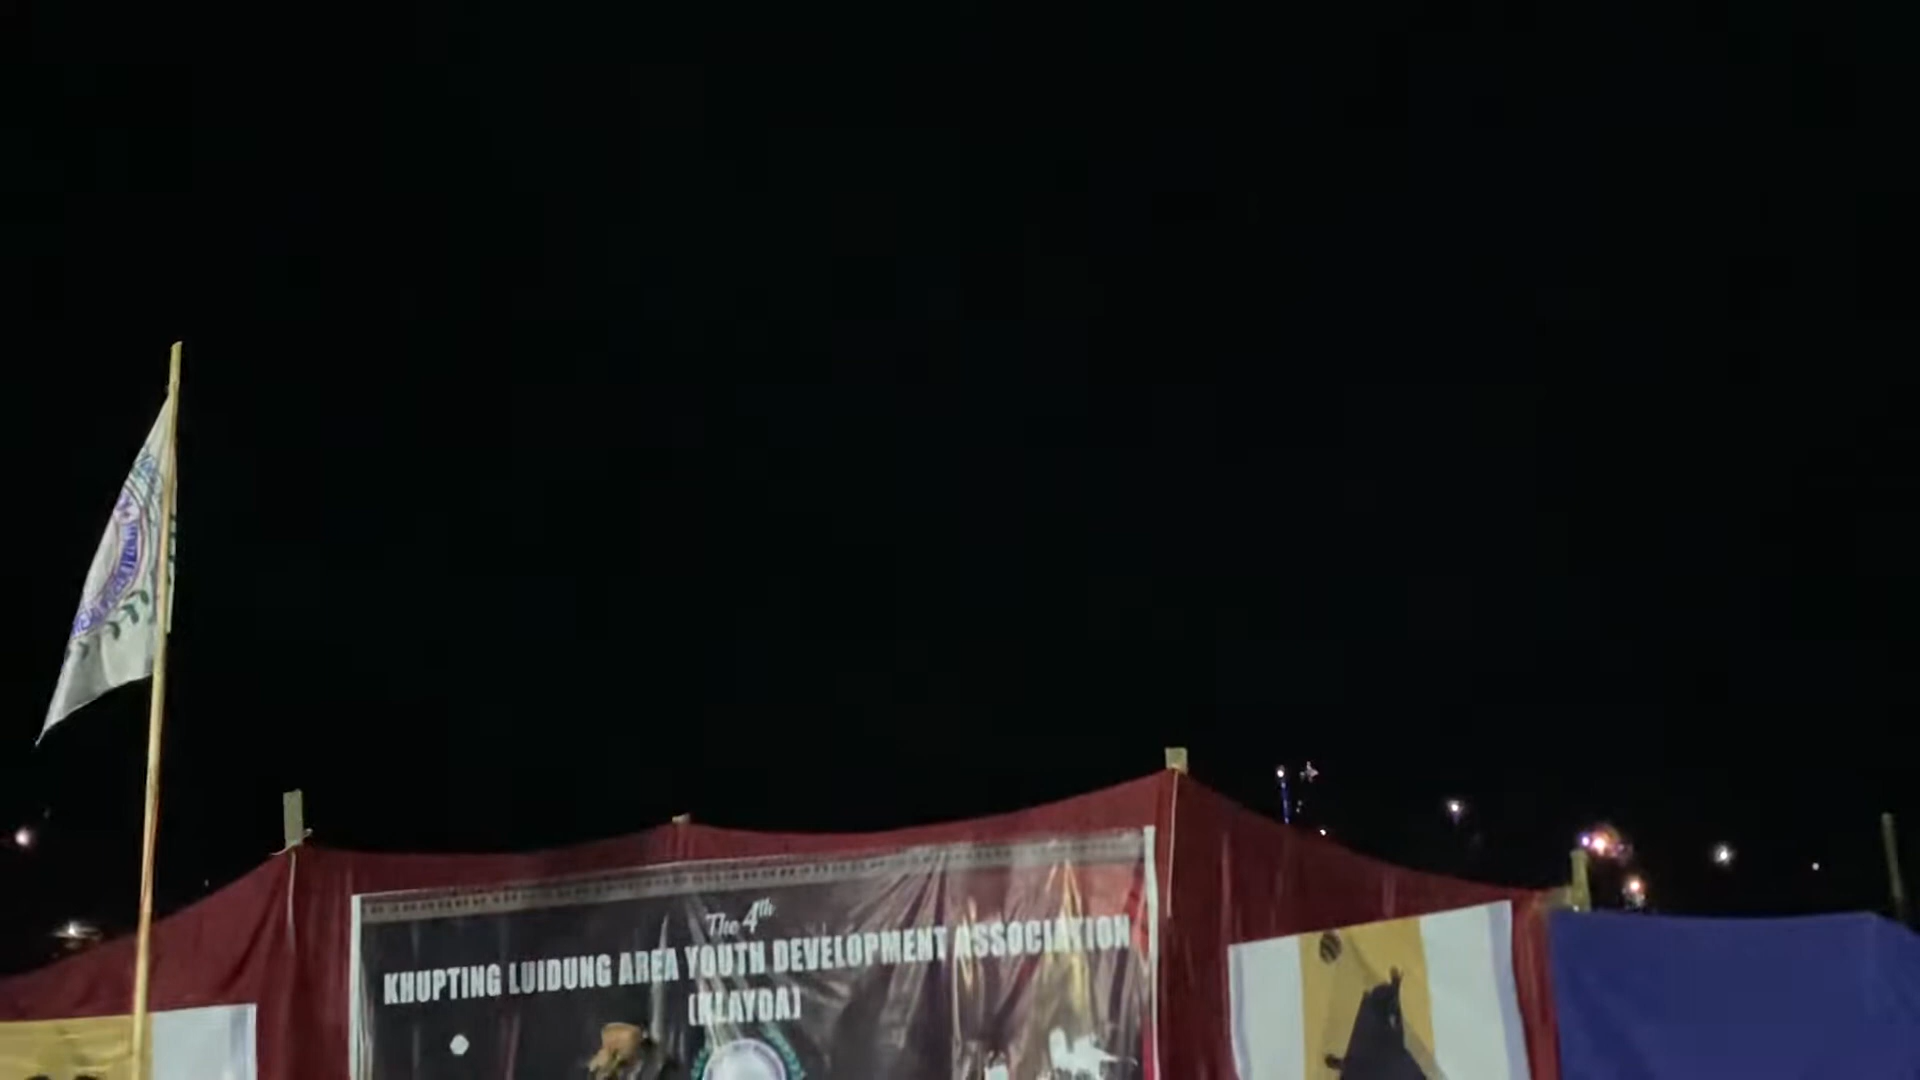 The 4th
KHUPTING LUIDUNG AREA YOUTH DEVELOPMENT ASSOCIATION
(KLAYDA)